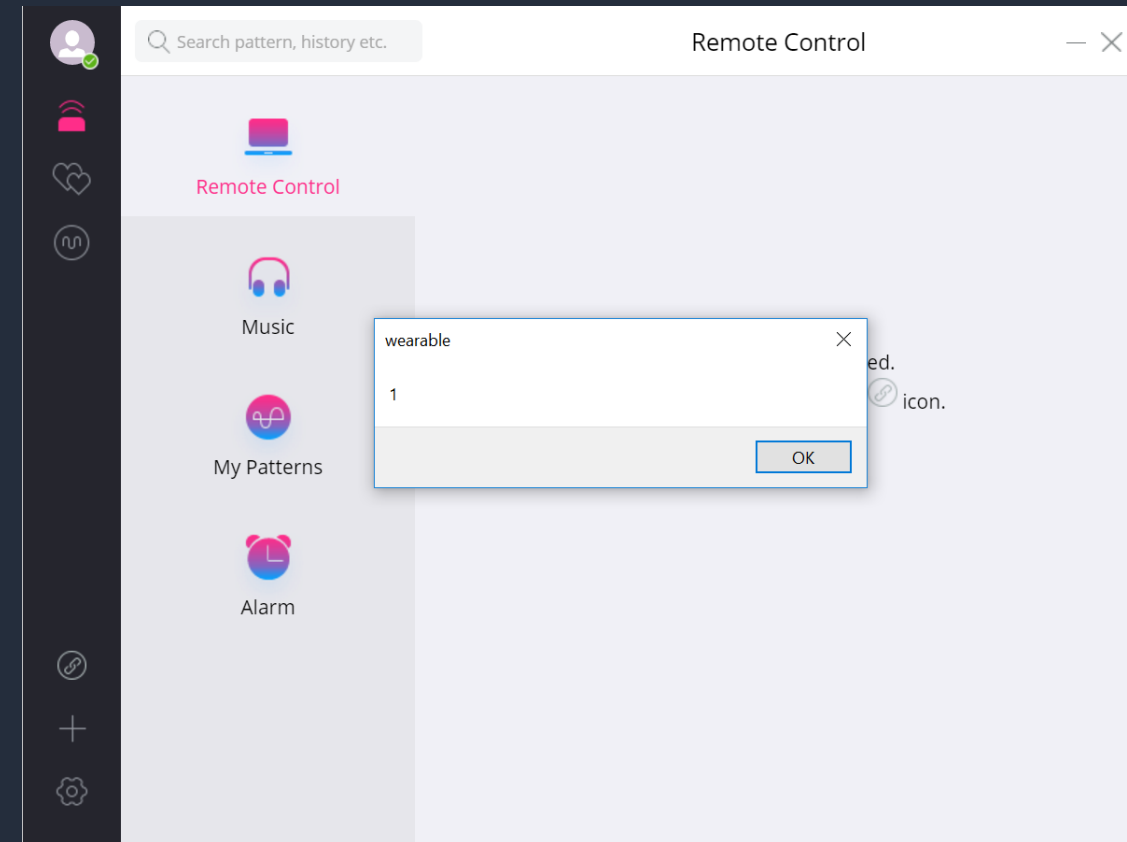 Search pattern, history etc.
Remote Control
Remote Control
Music
My Patterns
Alarm
wearable
1
OK
ed.
icon.